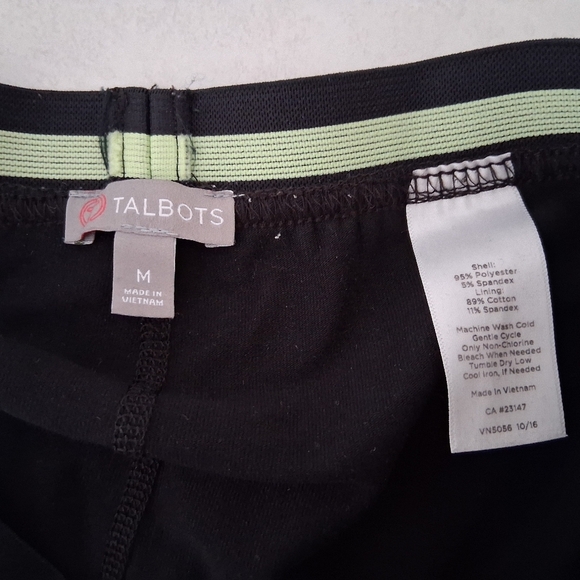 TALBOTS
M
MADE IN
VIETNAM
Shell:
95% Polyester
5% Spandex
Lining:
89% Cotton
11% Spandex
Machine Wash Cold
Gentle Cycle
Only Non-Chlorine
Bleach When Needed
Tumble Dry Low
Cool Iron, If Needed
Made In Vietnam
CA #23147
VN5056 10/16